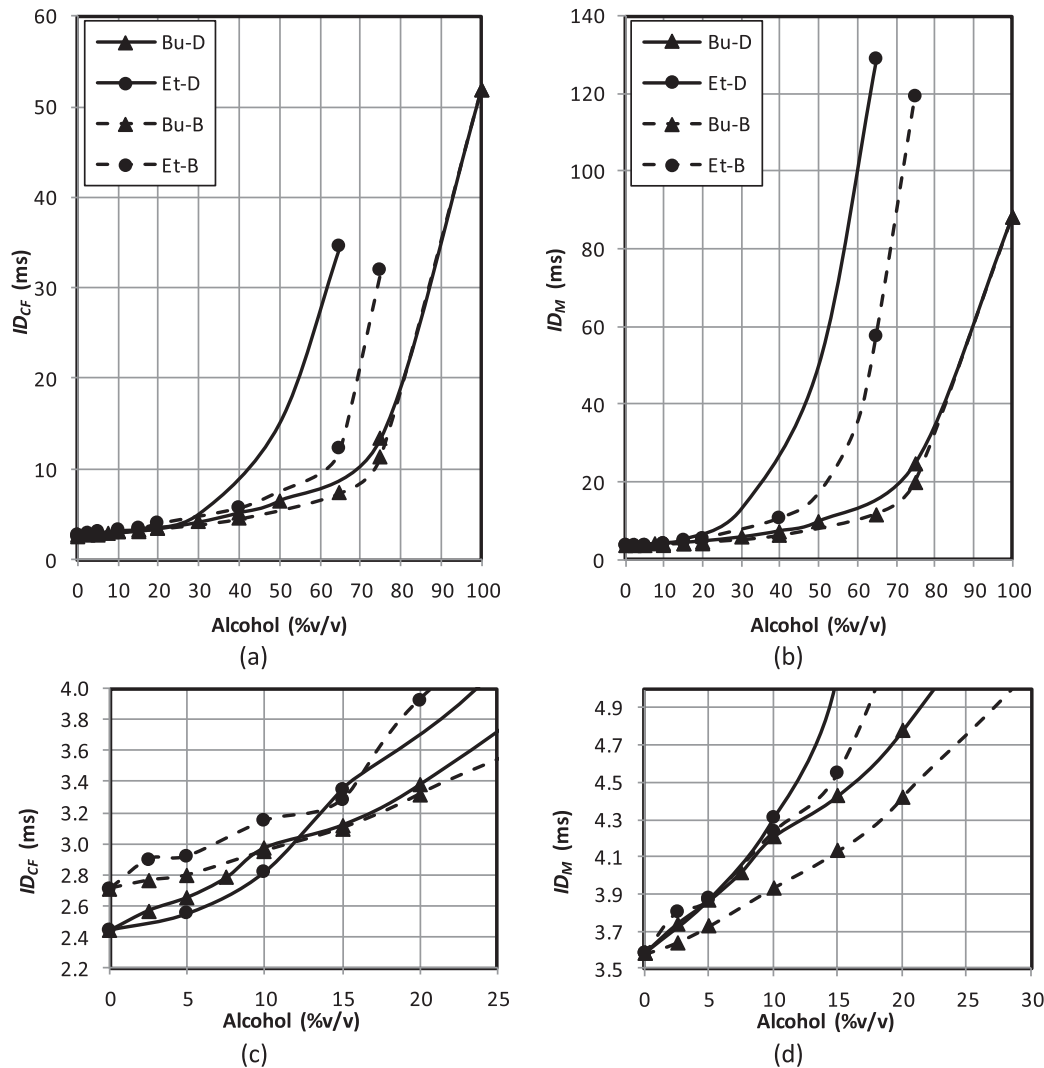 60
50
40
30
20
10
0
ID_CF (ms)
Bu-D
Et-D
Bu-B
Et-B
0 10 20 30 40 50 60 70 80 90 100
Alcohol (%v/v)
(a)
140
120
100
80
60
40
20
0
ID_M (ms)
Bu-D
Et-D
Bu-B
Et-B
0 10 20 30 40 50 60 70 80 90 100
Alcohol (%v/v)
(b)
4.0
3.8
3.6
3.4
3.2
3.0
2.8
2.6
2.4
2.2
ID_CF (ms)
0 5 10 15 20 25
Alcohol (%v/v)
(c)
4.9
4.7
4.5
4.3
4.1
3.9
3.7
3.5
ID_M (ms)
0 5 10 15 20 25 30
Alcohol (%v/v)
(d)